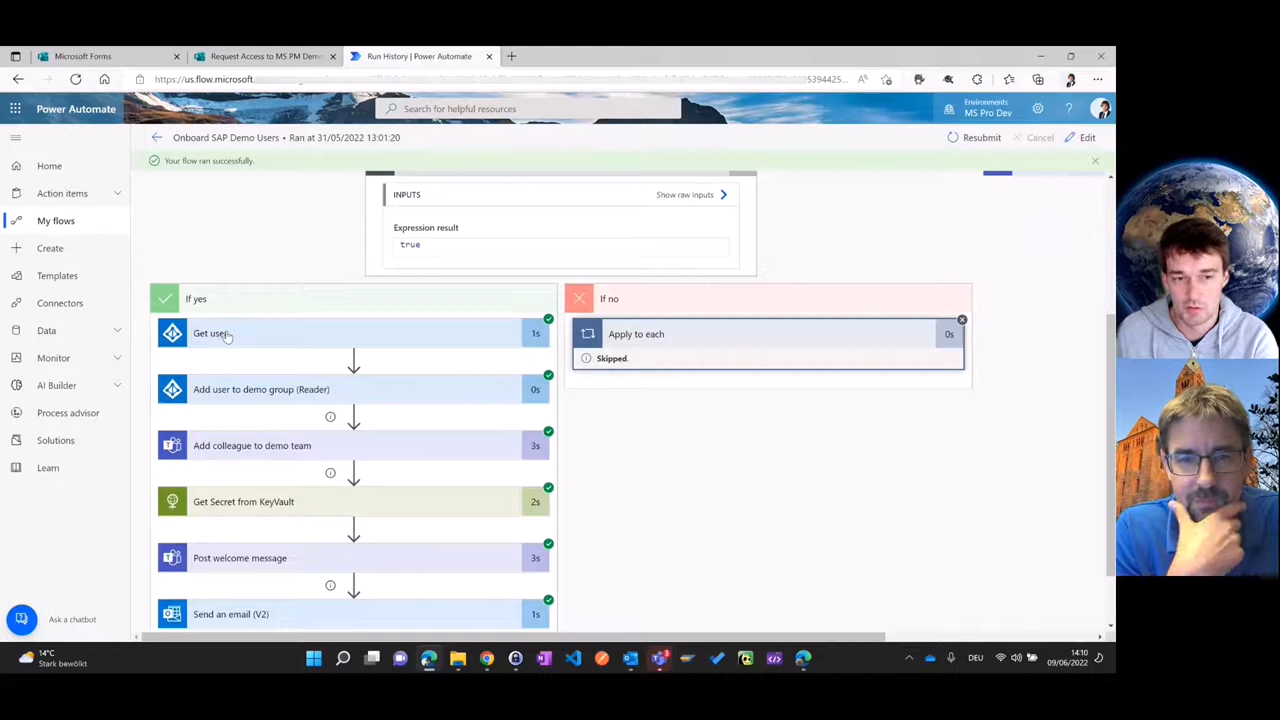 Microsoft Forms
Request Access to MS PM Demo
Run History | Power Automate
https://us.flow.microsoft.
5394425...
Power Automate
Search for helpful resources
Environments
MS Pro Dev
Onboard SAP Demo Users • Ran at 31/05/2022 13:01:20
Resubmit
Cancel
Edit
Your flow ran successfully.
Home
Action items
My flows
Create
Templates
Connectors
Data
Monitor
AI Builder
Process advisor
Solutions
Learn
Ask a chatbot
INPUTS
Show raw inputs
Expression result
true
If yes
Get user
1s
Add user to demo group (Reader)
0s
Add colleague to demo team
3s
Get Secret from KeyVault
2s
Post welcome message
3s
Send an email (V2)
1s
If no
Apply to each
0s
Skipped.
14°C
Stark bewölkt
3
DEU
14:10
09/06/2022